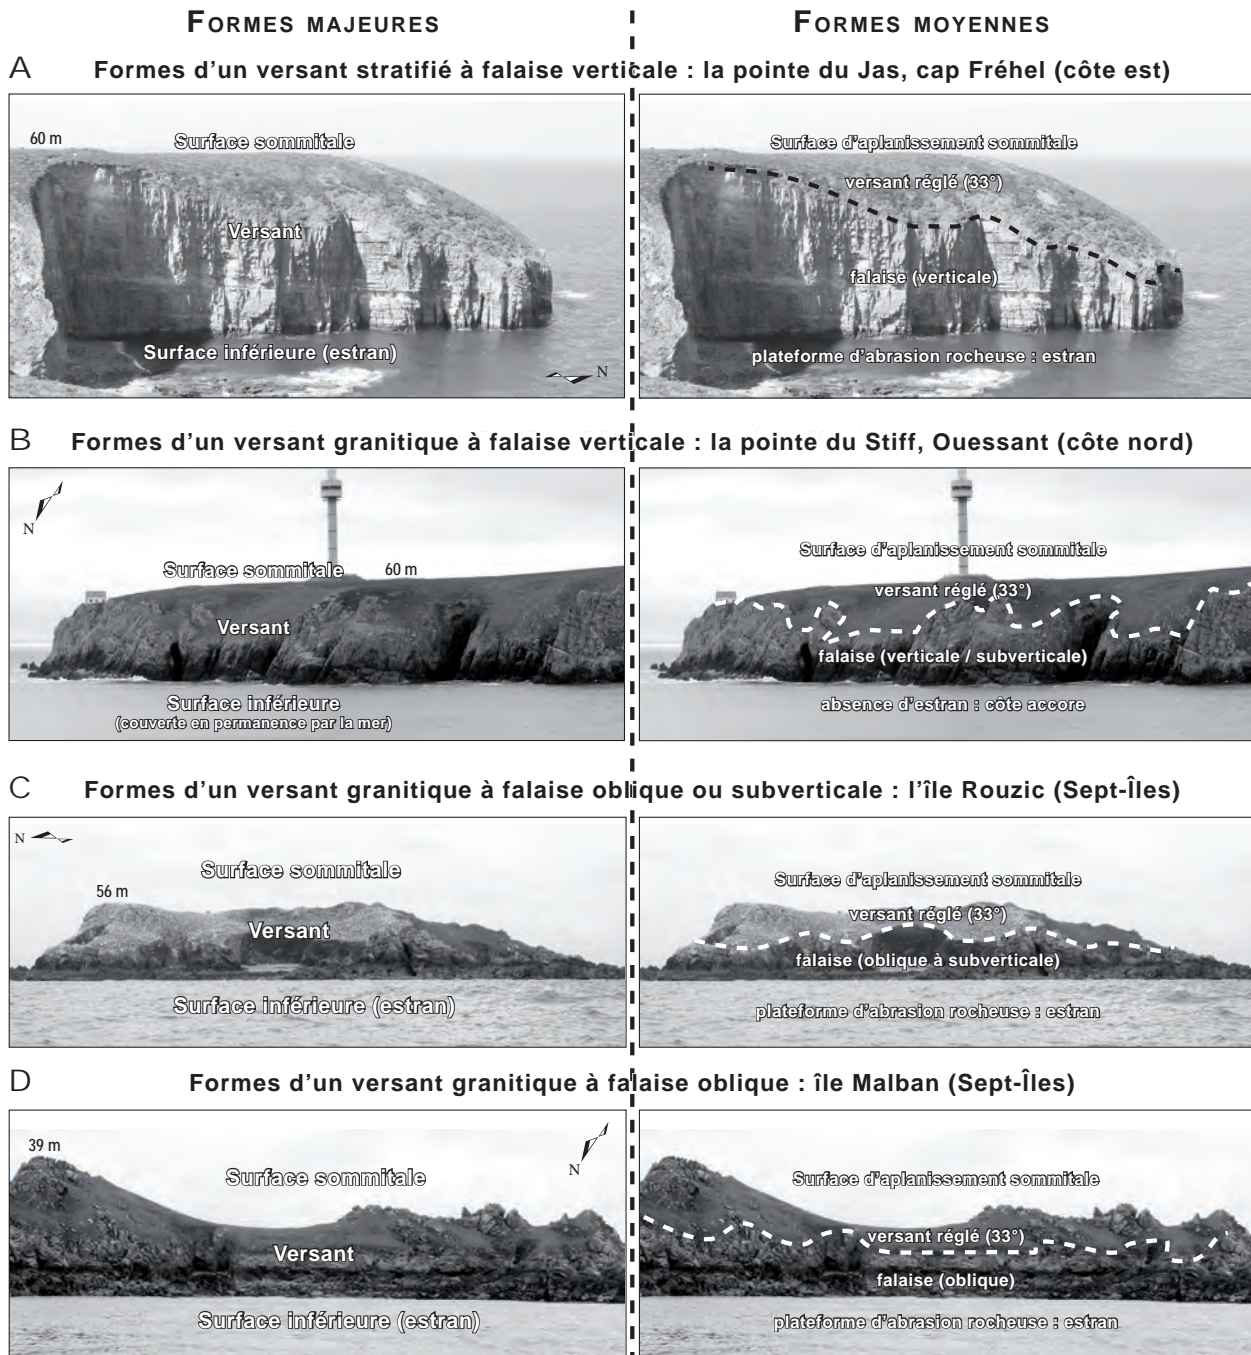 FORMES MAJEURES
FORMES MOYENNES
A Formes d'un versant stratifié à falaise verticale : la pointe du Jas, cap Fréhel (côte est)
60 m
Surface sommitale
Versant
Surface inférieure (estran)
N
Surface d'aplanissement sommitale
versant réglé (33°)
falaise (verticale)
plateforme d'abrasion rocheuse : estran
B Formes d'un versant granitique à falaise verticale : la pointe du Stiff, Ouessant (côte nord)
N
Surface sommitale
60 m
Versant
Surface inférieure
(couverte en permanence par la mer)
Surface d'aplanissement sommitale
versant réglé (33°)
falaise (verticale / subverticale)
absence d'estran : côte accore
C Formes d'un versant granitique à falaise oblique ou subverticale : l'île Rouzic (Sept-Îles)
N
Surface sommitale
56 m
Versant
Surface inférieure (estran)
Surface d'aplanissement sommitale
versant réglé (33°)
falaise (oblique à subverticale)
plateforme d'abrasion rocheuse : estran
D Formes d'un versant granitique à falaise oblique : île Malban (Sept-Îles)
39 m
N
Surface sommitale
Versant
Surface inférieure (estran)
Surface d'aplanissement sommitale
versant réglé (33°)
falaise (oblique)
plateforme d'abrasion rocheuse : estran